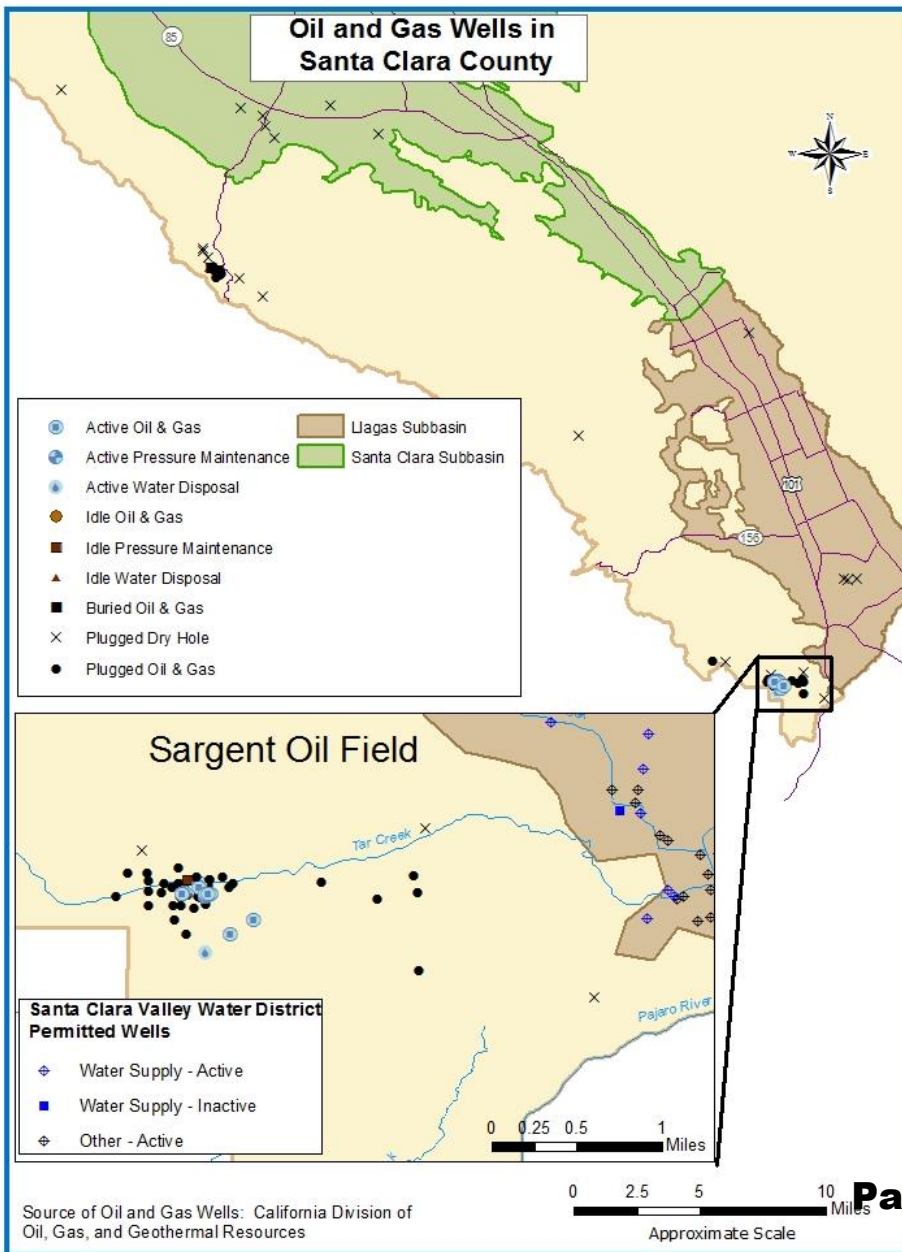 Oil and Gas Wells in
Santa Clara County
85
N
W E
S
Active Oil & Gas
Active Pressure Maintenance
Active Water Disposal
Idle Oil & Gas
Idle Pressure Maintenance
Idle Water Disposal
Buried Oil & Gas
Plugged Dry Hole
Plugged Oil & Gas
Llagas Subbasin
Santa Clara Subbasin
101
156
Sargent Oil Field
Tar Creek
Pajaro River
Santa Clara Valley Water District
Permitted Wells
Water Supply - Active
Water Supply - Inactive
Other - Active
0 0.25 0.5 1
Miles
0 2.5 5 10
Miles
Approximate Scale
Pa
Source of Oil and Gas Wells: California Division of
Oil, Gas, and Geothermal Resources